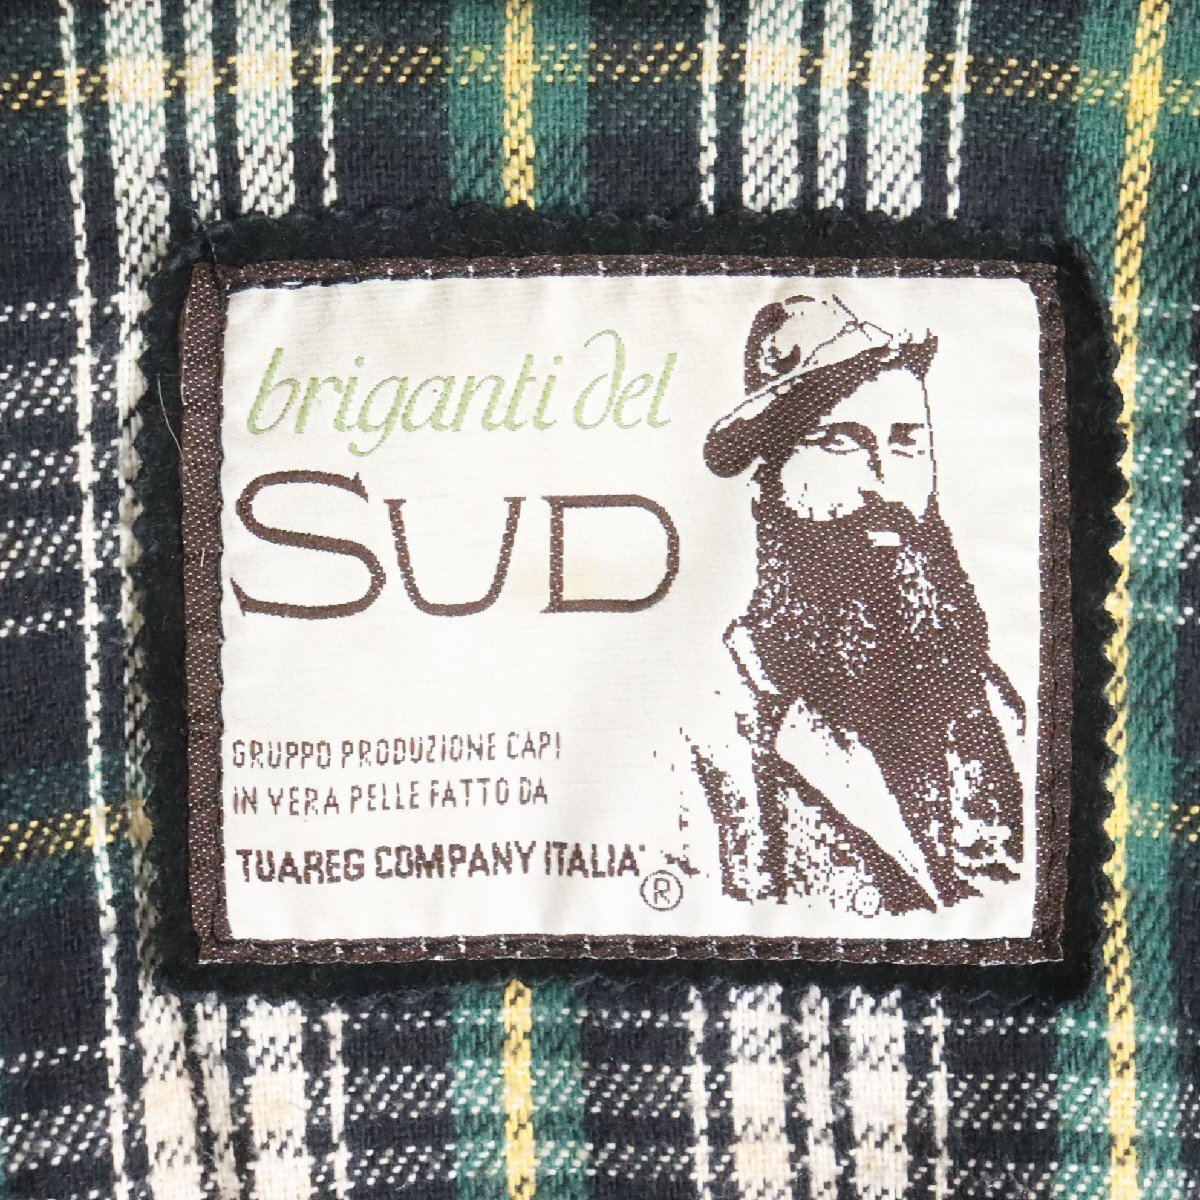 briganti del
SUD
GRUPPO PRODUZIONE CAPI
IN VERA PELLE FATTO DA
TUAREG COMPANY ITALIA
®